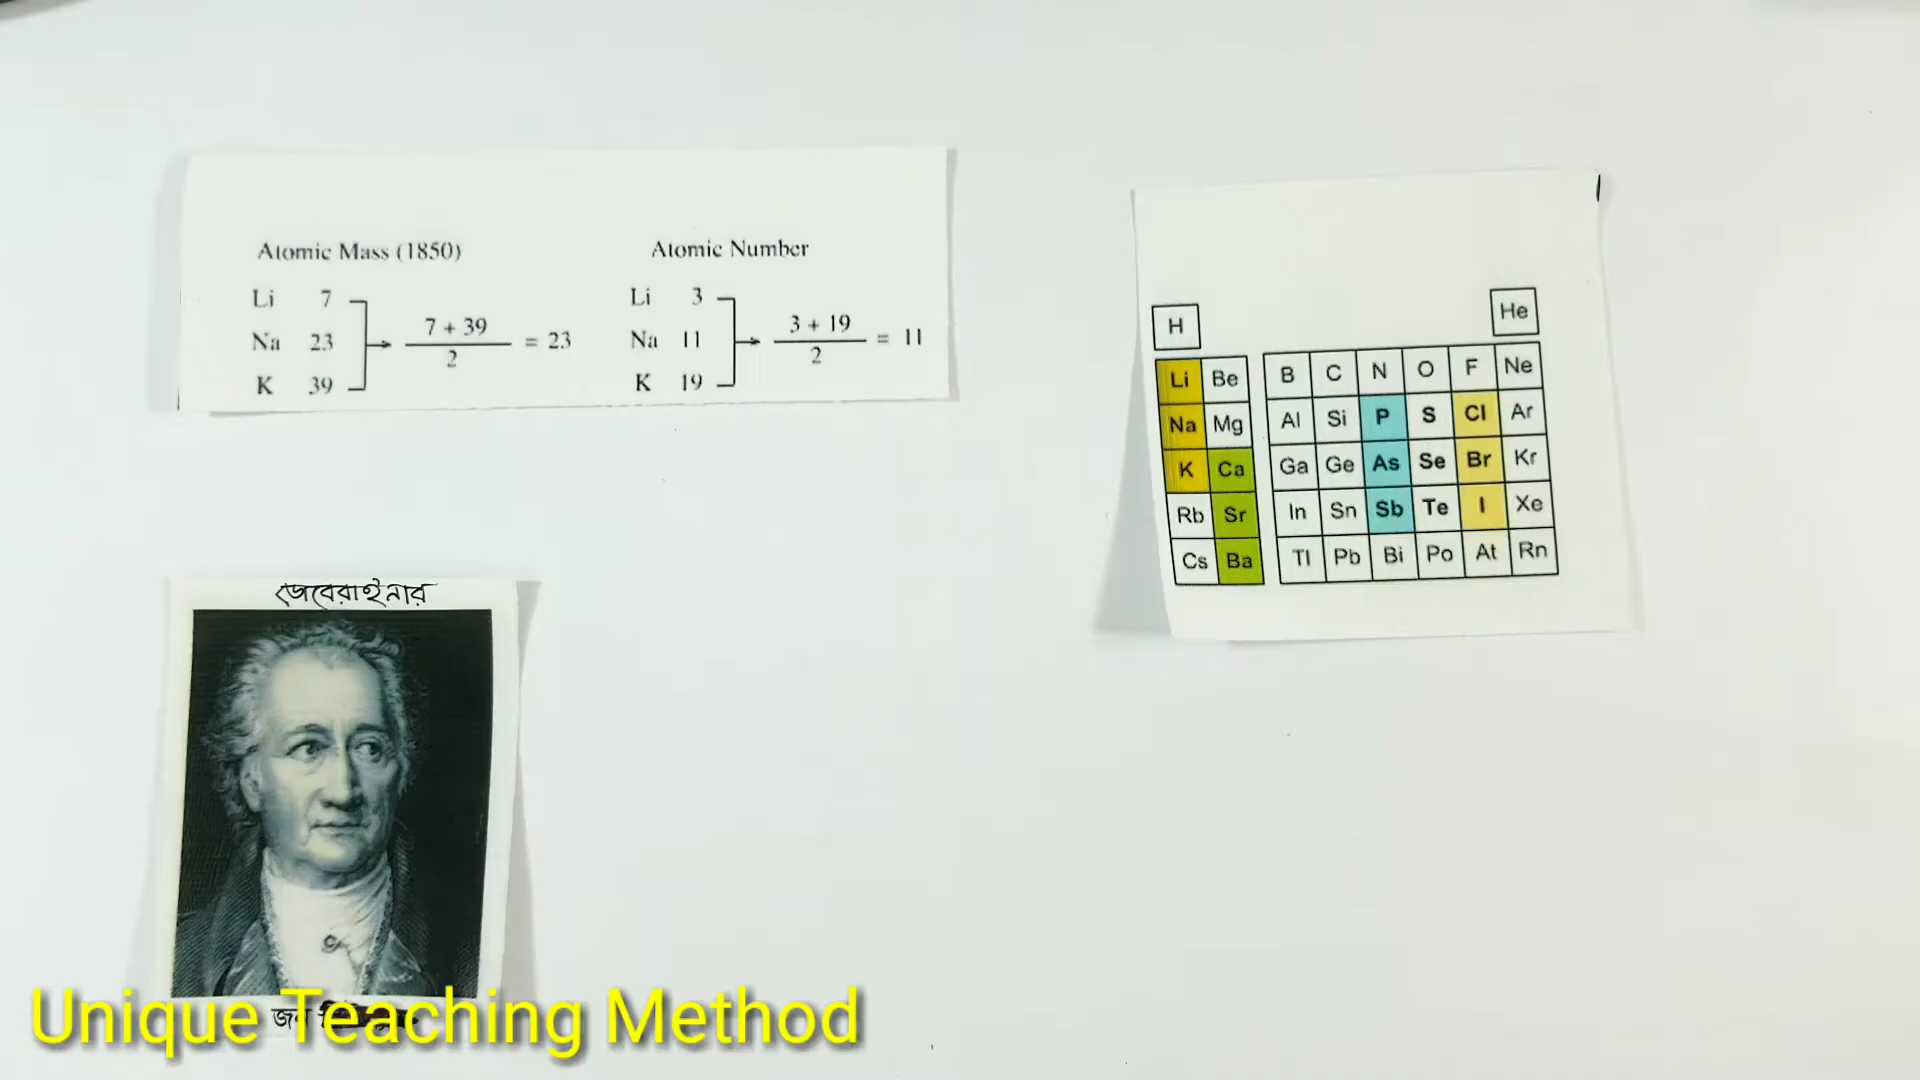 Atomic Mass (1850)
Li 7
Na 23
K 39
7 + 39
2
= 23
Atomic Number
Li 3
Na 11
K 19
3 + 19
2
= 11
H He
Li Be B C N O F Ne
Na Mg Al Si P S Cl Ar
K Ca Ga Ge As Se Br Kr
Rb Sr In Sn Sb Te I Xe
Cs Ba Tl Pb Bi Po At Rn
জেবেরাইনার
জন
Unique Teaching Method